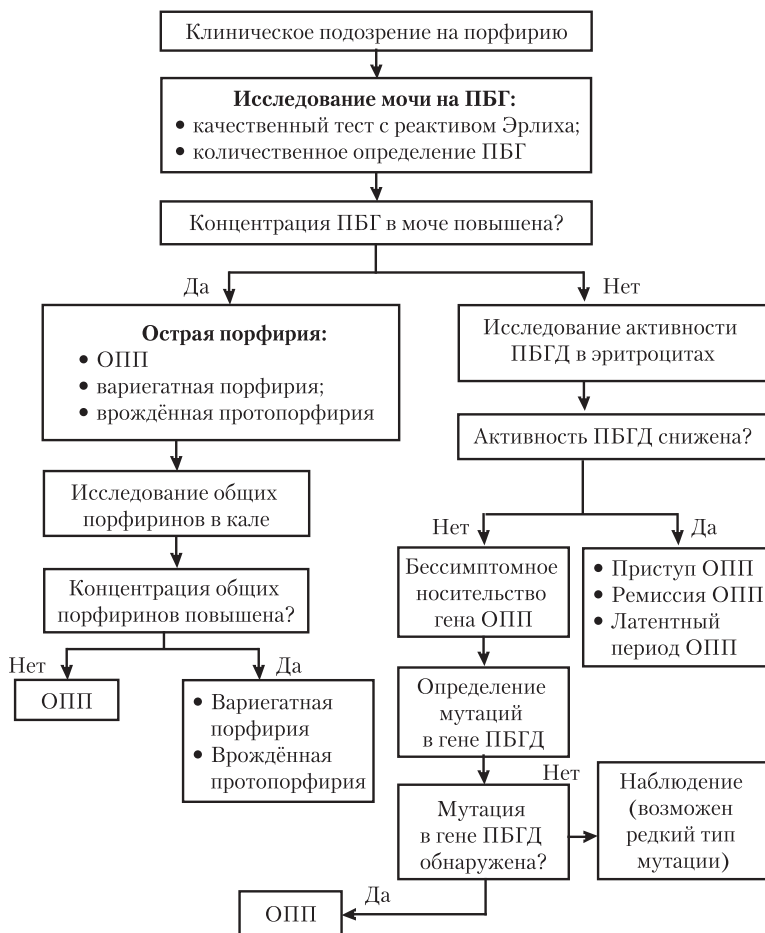 Клиническое подозрение на порфирию
Исследование мочи на ПБГ:
• качественный тест с реактивом Эрлиха;
• количественное определение ПБГ
Концентрация ПБГ в моче повышена?
Да
Нет
Острая порфирия:
• ОПП
• вариегатная порфирия;
• врождённая протопорфирия
Исследование общих
порфиринов в кале
Концентрация общих
порфиринов повышена?
Нет
Да
ОПП
• Вариегатная
порфирия
• Врождённая
протопорфирия
Исследование активности
ПБГД в эритроцитах
Активность ПБГД снижена?
Нет
Да
Бессимптомное
носительство
гена ОПП
• Приступ ОПП
• Ремиссия ОПП
• Латентный
период ОПП
Определение
мутаций
в гене ПБГД
Мутация
в гене ПБГД
обнаружена?
Нет
Наблюдение
(возможен
редкий тип
мутации)
Да
ОПП